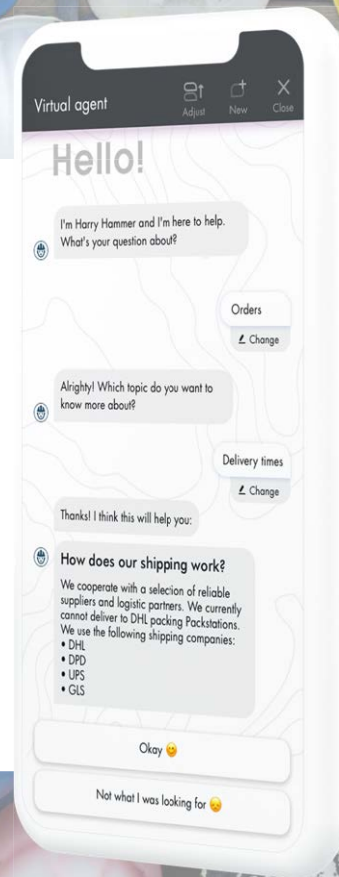 Virtual agent
Adjust
New
Close
Hello!
I'm Harry Hammer and I'm here to help.
What's your question about?
Orders
Change
Alrighty! Which topic do you want to
know more about?
Delivery times
Change
Thanks! I think this will help you:
How does our shipping work?
We cooperate with a selection of reliable
suppliers and logistic partners. We currently
cannot deliver to DHL packing Packstations.
We use the following shipping companies:
• DHL
• DPD
• UPS
• GLS
Okay 😊
Not what I was looking for 😞